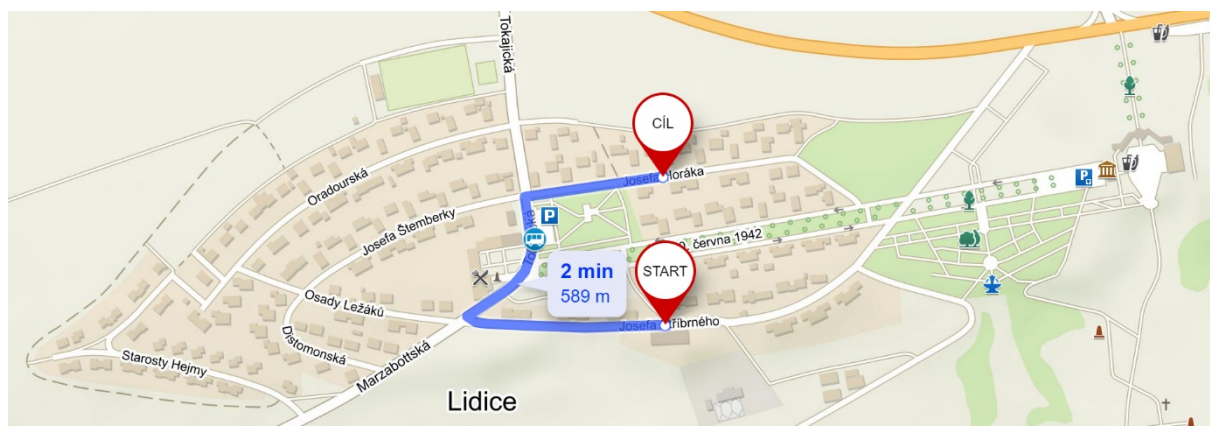 Tokajická
CÍL
Josefa Horáka
Oradourská
Josefa Štemberky
P
P
června 1942
START
2 min
589 m
Osady Ležáků
Josefa Stříbrného
Distomonská
Starosty Hejmy
Marzabottská
Lidice